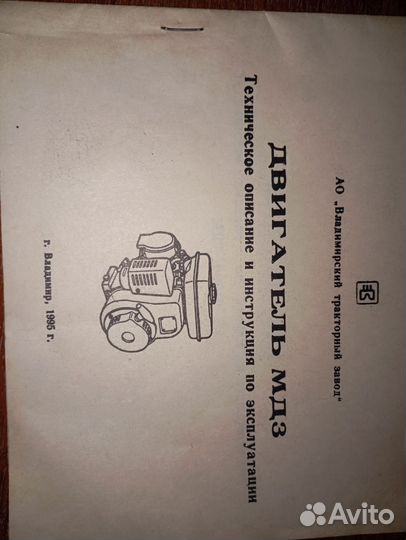 АО „Владимирский тракторный завод“
ДВИГАТЕЛЬ МД3
Техническое описание и инструкция по эксплуатации
г. Владимир, 1995 г.
Avito